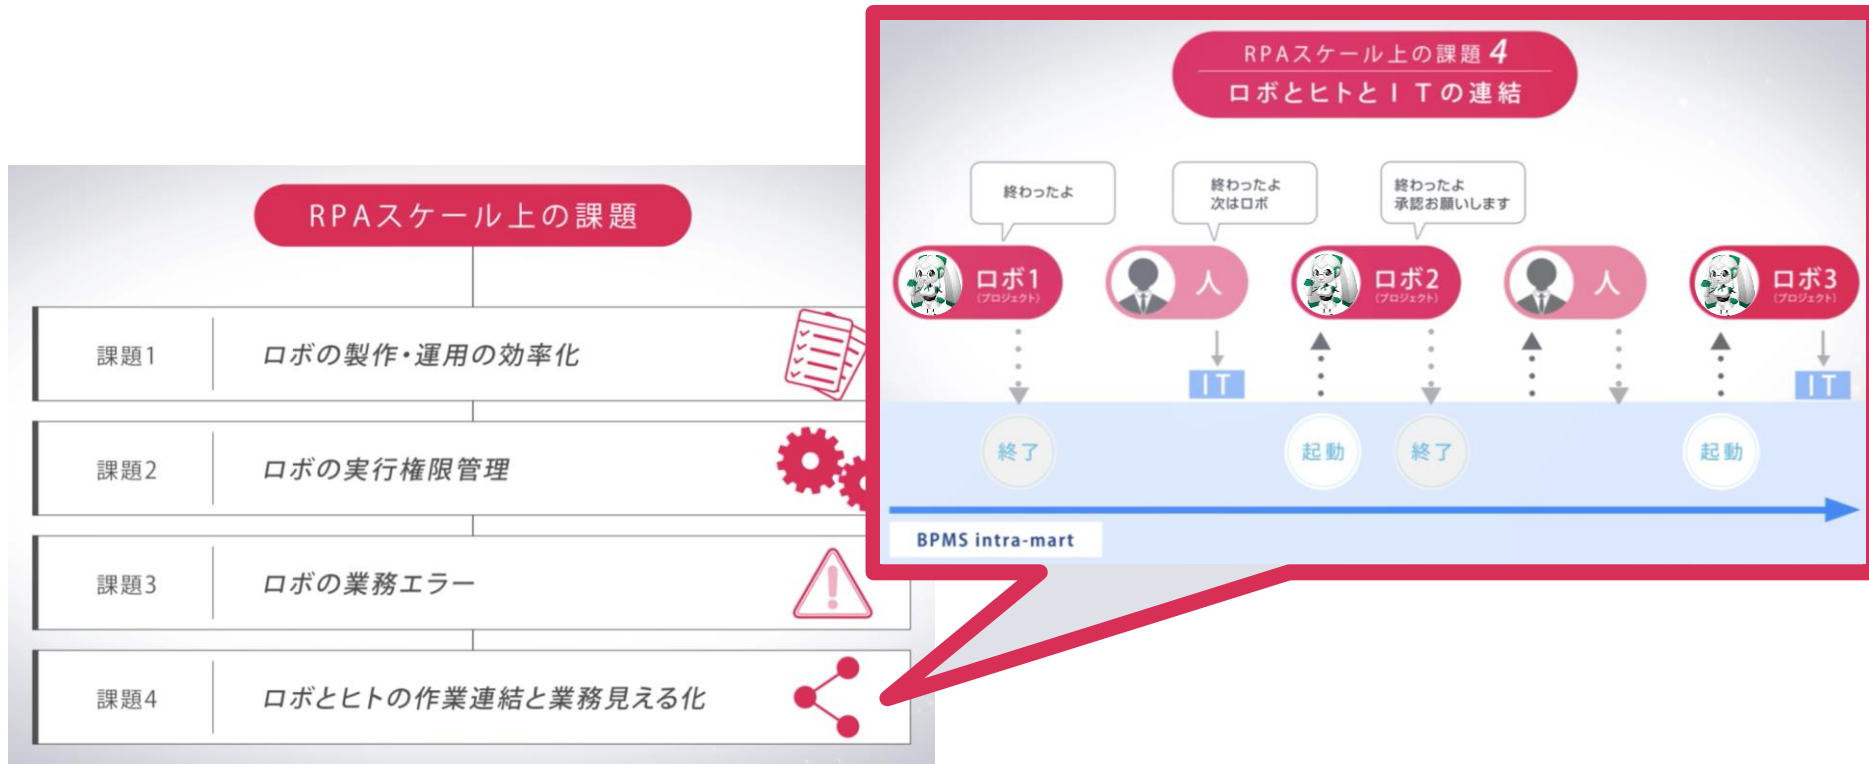 RPAスケール上の課題
課題1
ロボの製作・運用の効率化
課題2
ロボの実行権限管理
課題3
ロボの業務エラー
課題4
ロボとヒトの作業連結と業務見える化
RPAスケール上の課題 4
ロボとヒトとITの連結
終わったよ
終わったよ
次はロボ
終わったよ
承認お願いします
ロボ1
(プロジェクト)
人
ロボ2
(プロジェクト)
人
ロボ3
(プロジェクト)
IT
IT
終了
起動
終了
起動
BPMS intra-mart